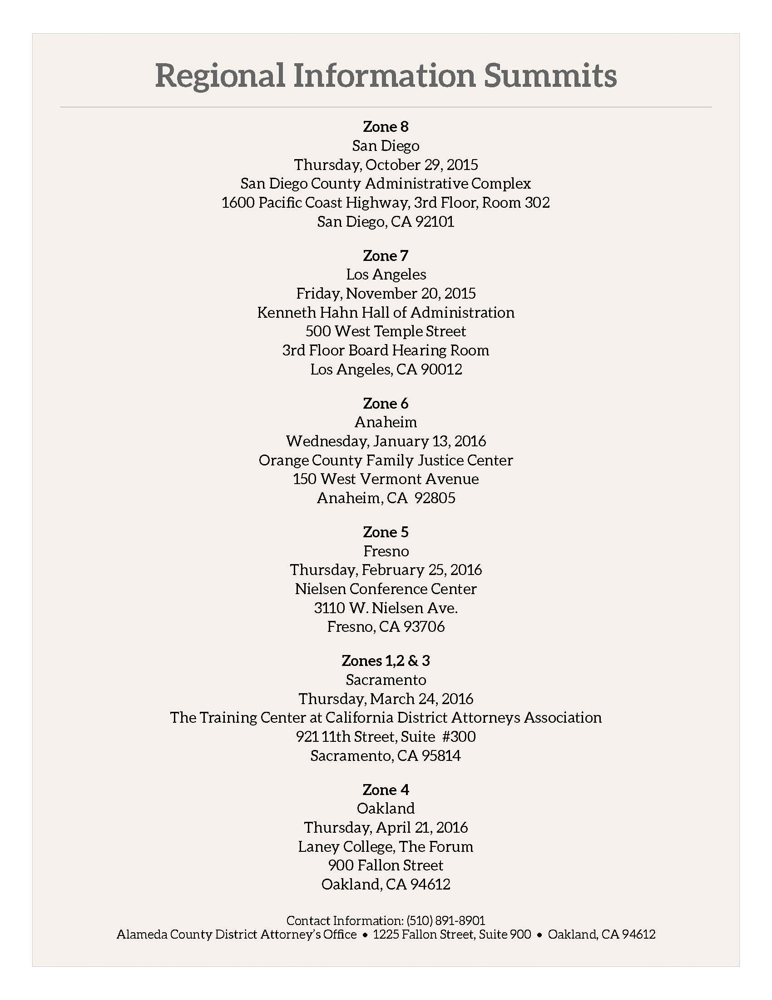 Regional Information Summits
Zone 8
San Diego
Thursday, October 29, 2015
San Diego County Administrative Complex
1600 Pacific Coast Highway, 3rd Floor, Room 302
San Diego, CA 92101
Zone 7
Los Angeles
Friday, November 20, 2015
Kenneth Hahn Hall of Administration
500 West Temple Street
3rd Floor Board Hearing Room
Los Angeles, CA 90012
Zone 6
Anaheim
Wednesday, January 13, 2016
Orange County Family Justice Center
150 West Vermont Avenue
Anaheim, CA  92805
Zone 5
Fresno
Thursday, February 25, 2016
Nielsen Conference Center
3110 W. Nielsen Ave.
Fresno, CA 93706
Zones 1,2 & 3
Sacramento
Thursday, March 24, 2016
The Training Center at California District Attorneys Association
921 11th Street, Suite  #300
Sacramento, CA 95814
Zone 4
Oakland
Thursday, April 21, 2016
Laney College, The Forum
900 Fallon Street
Oakland, CA 94612
Contact Information: (510) 891-8901
Alameda County District Attorney’s Office • 1225 Fallon Street, Suite 900 • Oakland, CA 94612